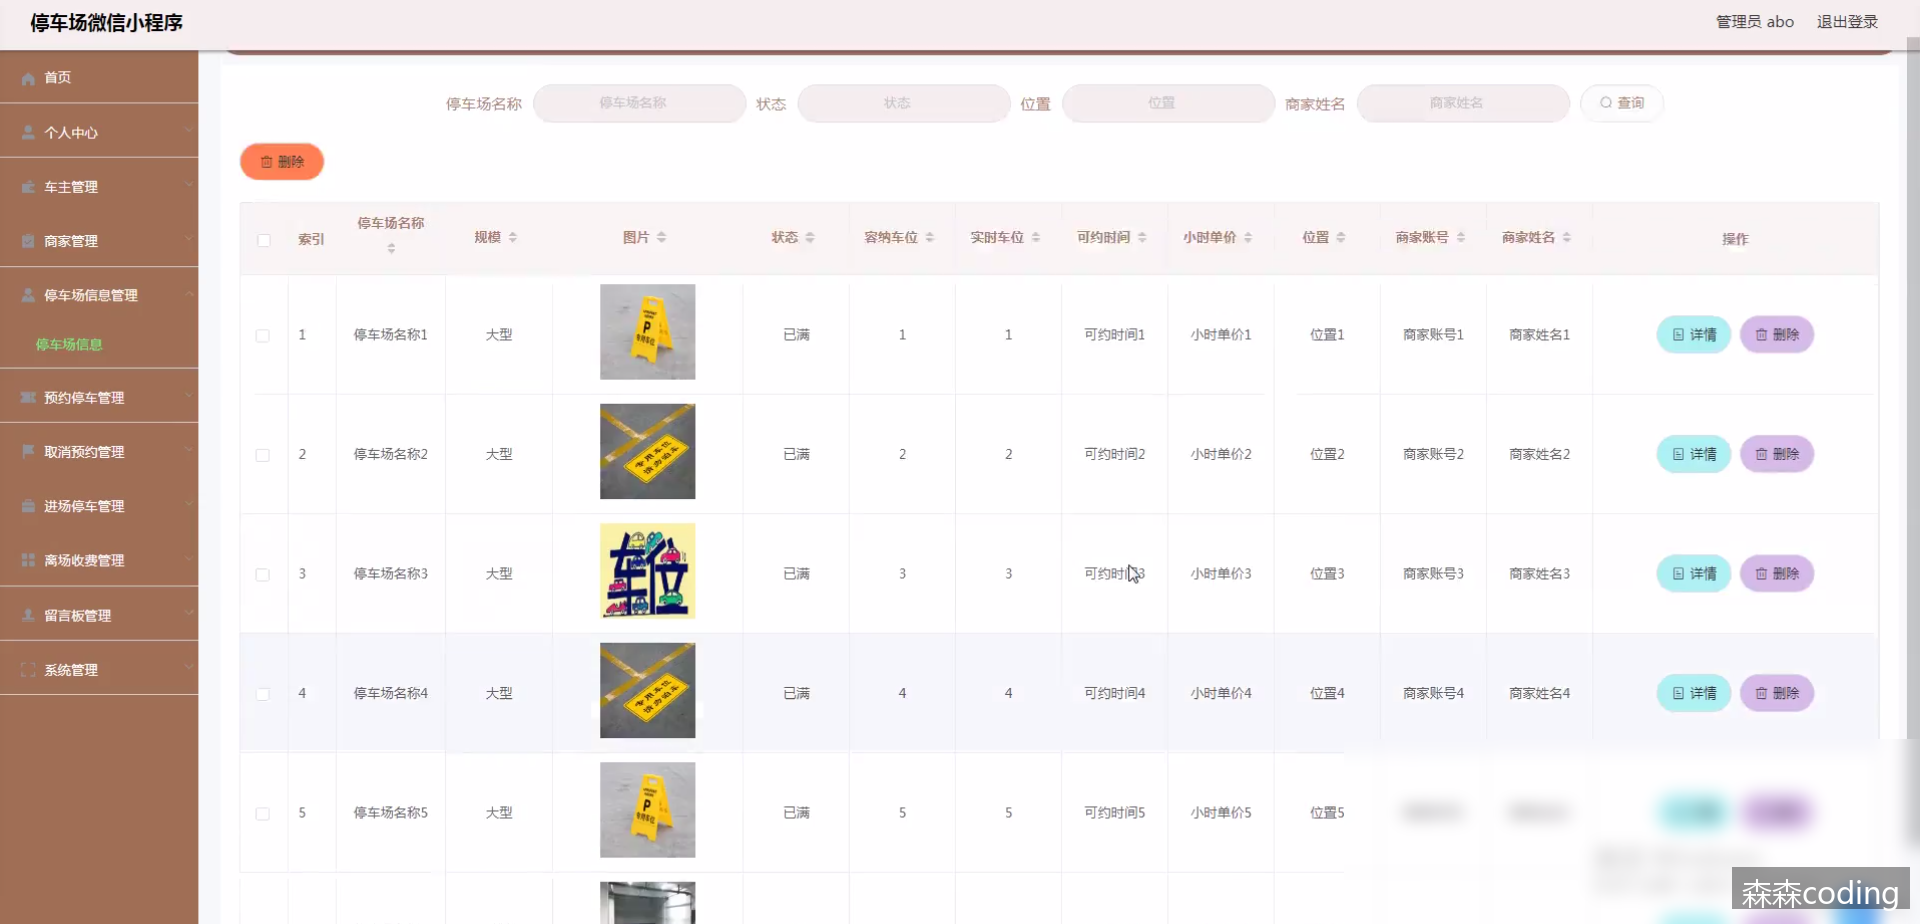 停车场微信小程序
管理员 abo 退出登录
首页
个人中心
车主管理
商家管理
停车场信息管理
停车场信息
预约停车管理
取消预约管理
进场停车管理
离场收费管理
留言板管理
系统管理
停车场名称 停车场名称 状态 状态 位置 位置 商家姓名 商家姓名 查询
删除
索引 停车场名称 规模 图片 状态 容纳车位 实时车位 可约时间 小时单价 位置 商家账号 商家姓名 操作
1 停车场名称1 大型 已满 1 1 可约时间1 小时单价1 位置1 商家账号1 商家姓名1 详情 删除
P
2 停车场名称2 大型 已满 2 2 可约时间2 小时单价2 位置2 商家账号2 商家姓名2 详情 删除
3 停车场名称3 大型 已满 3 3 可约时间3 小时单价3 位置3 商家账号3 商家姓名3 详情 删除
车位
4 停车场名称4 大型 已满 4 4 可约时间4 小时单价4 位置4 商家账号4 商家姓名4 详情 删除
5 停车场名称5 大型 已满 5 5 可约时间5 小时单价5 位置5
P
森森coding